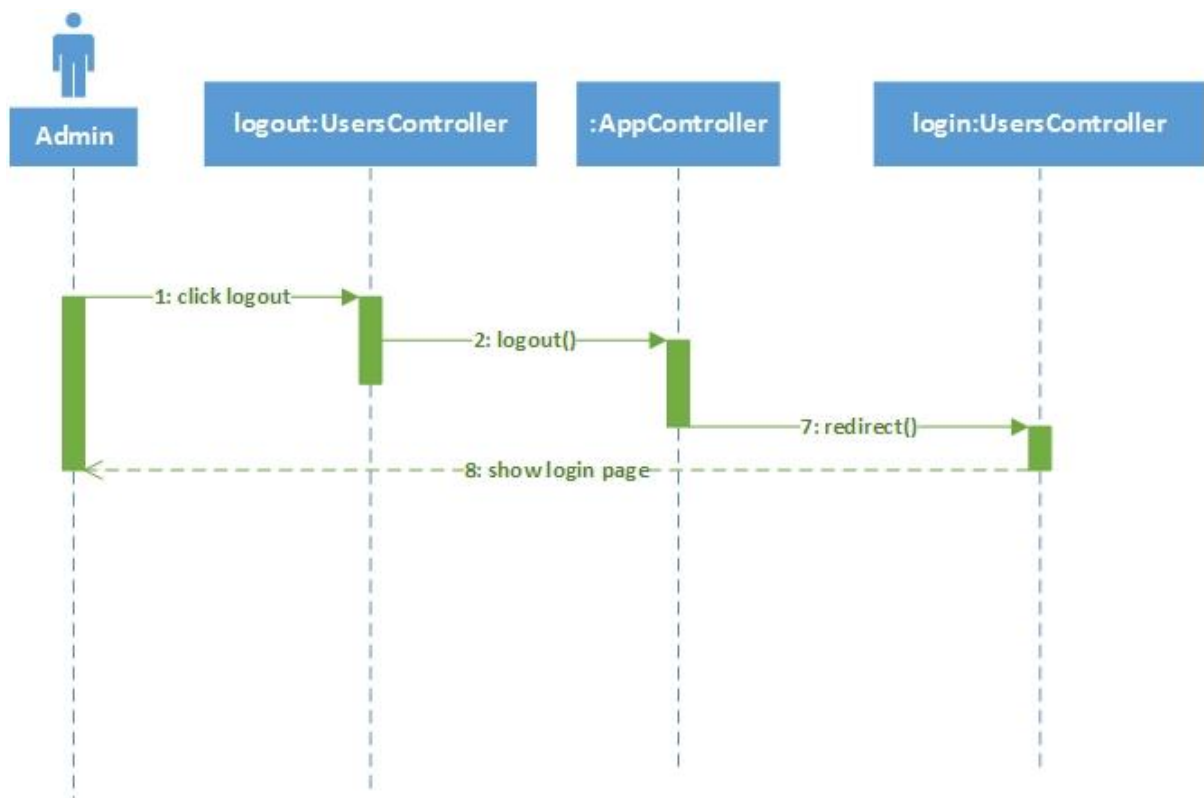 Admin
logout:UsersController
:AppController
login:UsersController
1: click logout
2: logout()
7: redirect()
8: show login page